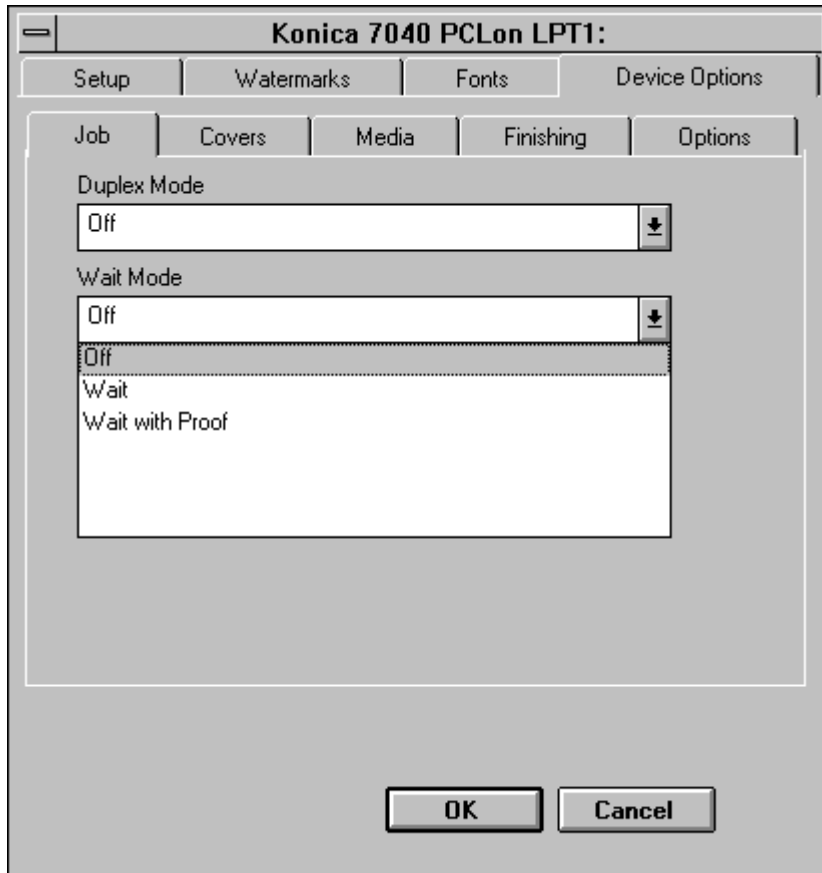 Konica 7040 PCLon LPT1:
Setup Watermarks Fonts Device Options
Job Covers Media Finishing Options
Duplex Mode
Off
Wait Mode
Off
Off
Wait
Wait with Proof
OK Cancel